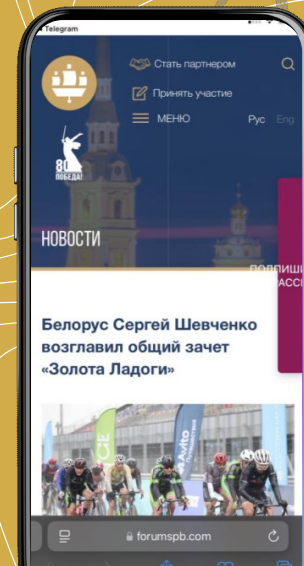 Telegram
Стать партнером
Принять участие
МЕНЮ
Рус Eng
80
ПОБЕДА!
НОВОСТИ
Белорус Сергей Шевченко
возглавил общий зачет
«Золота Ладоги»
Auto
forumspb.com